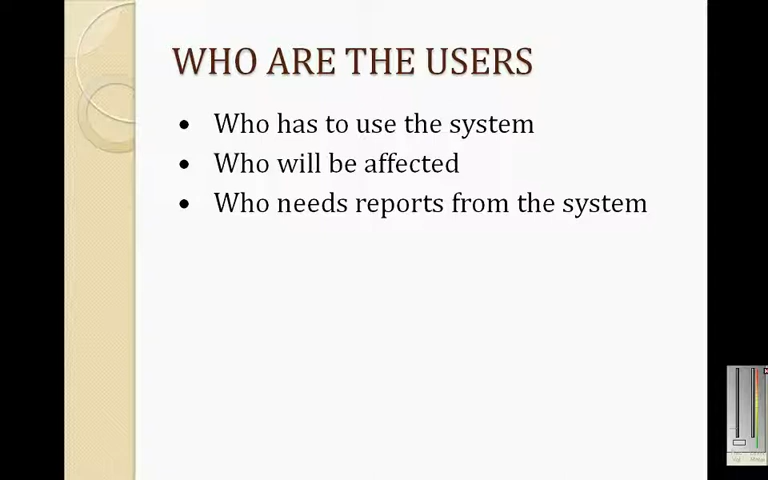 WHO ARE THE USERS
• Who has to use the system
• Who will be affected
• Who needs reports from the system